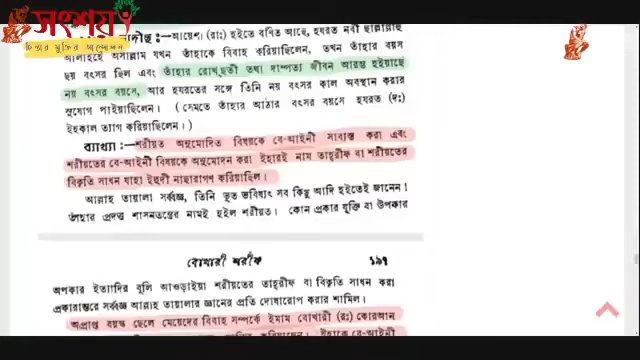 সংশয়
চিন্তার মুক্তির আন্দোলন
হাদীছঃ—আয়েশা (রাঃ) হইতে বর্ণিত আছে, হযরত নবী ছাল্লাল্লাহু
আলাইহে অসাল্লাম যখন তাঁহাকে বিবাহ করিয়াছিলেন, তখন তাঁহার বয়স
ছয় বৎসর ছিল এবং তাঁহার রোখ্ছতী তথা দাম্পত্য জীবন আরম্ভ হইয়াছে
নয় বৎসর বয়সে, আর হযরতের সঙ্গে তিনি নয় বৎসর কাল অবস্থান করার
সুযোগ পাইয়াছিলেন। (সেমতে তাঁহার আঠার বৎসর বয়সে হযরত (দঃ)
ইহকাল ত্যাগ করিয়াছিলেন।)
ব্যাখ্যাঃ—শরীয়ত অনুমোদিত বিষয়কে বে-আইনী সাব্যস্ত করা এবং
শরীয়তের বে-আইনী বিষয়কে অনুমোদন করা ইহারই নাম তাহ্রীফ বা শরীয়তের
বিকৃতি সাধন যাহা ইহুদী নাছারাগণ করিয়াছিল।
আল্লাহ তায়ালা সর্বজ্ঞ, তিনি ভূত ভবিষ্যৎ সব কিছু আদি হইতেই জানেন।
তাঁহার প্রদত্ত শাসনতন্ত্রের নামই হইল শরীয়ত। কোন প্রকার যুক্তি বা উপকার
বোখারী শরীফ ১৯৭
অপকার ইত্যাদির বুলি আওড়াইয়া শরীয়তের তাহ্রীফ বা বিকৃতি সাধন করা
প্রকারান্তরে সর্বজ্ঞ আল্লাহ তায়ালার জ্ঞানের প্রতি দোষারোপ করার শামিল।
অপ্রাপ্ত বয়স্ক ছেলে মেয়েদের বিবাহ সম্পর্কে ইমাম বোখারী (রঃ) কোরআন
করিয়াছেন। ইহাকে বে-আইনী